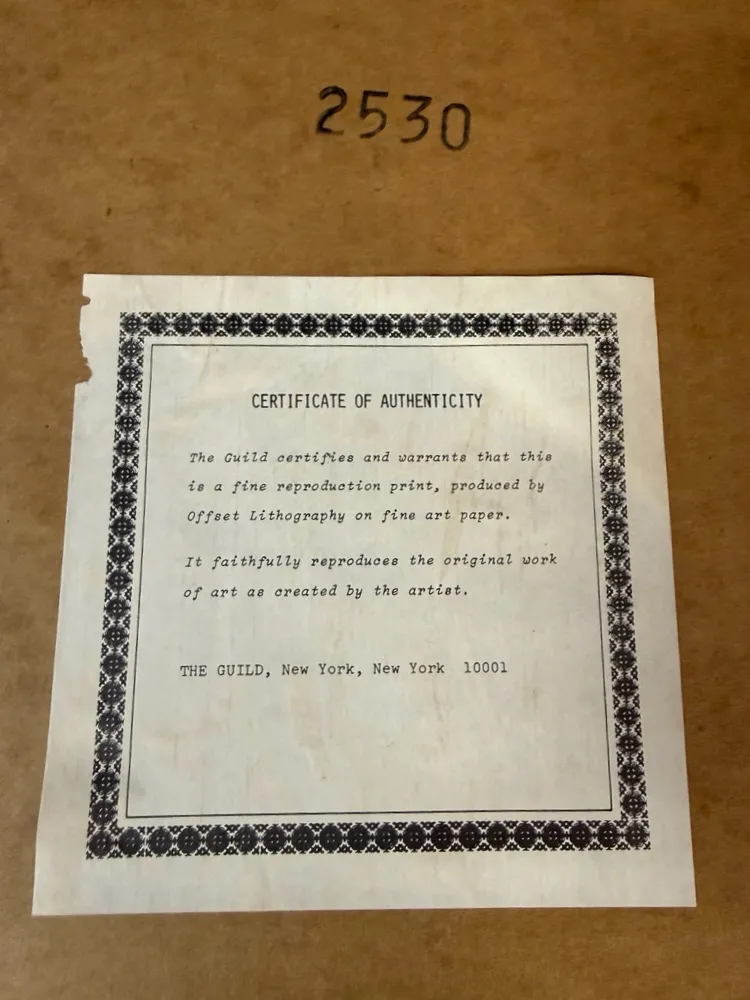 2530
CERTIFICATE OF AUTHENTICITY
The Guild certifies and warrants that this
is a fine reproduction print, produced by
Offset Lithography on fine art paper.
It faithfully reproduces the original work
of art as created by the artist.
THE GUILD, New York, New York 10001